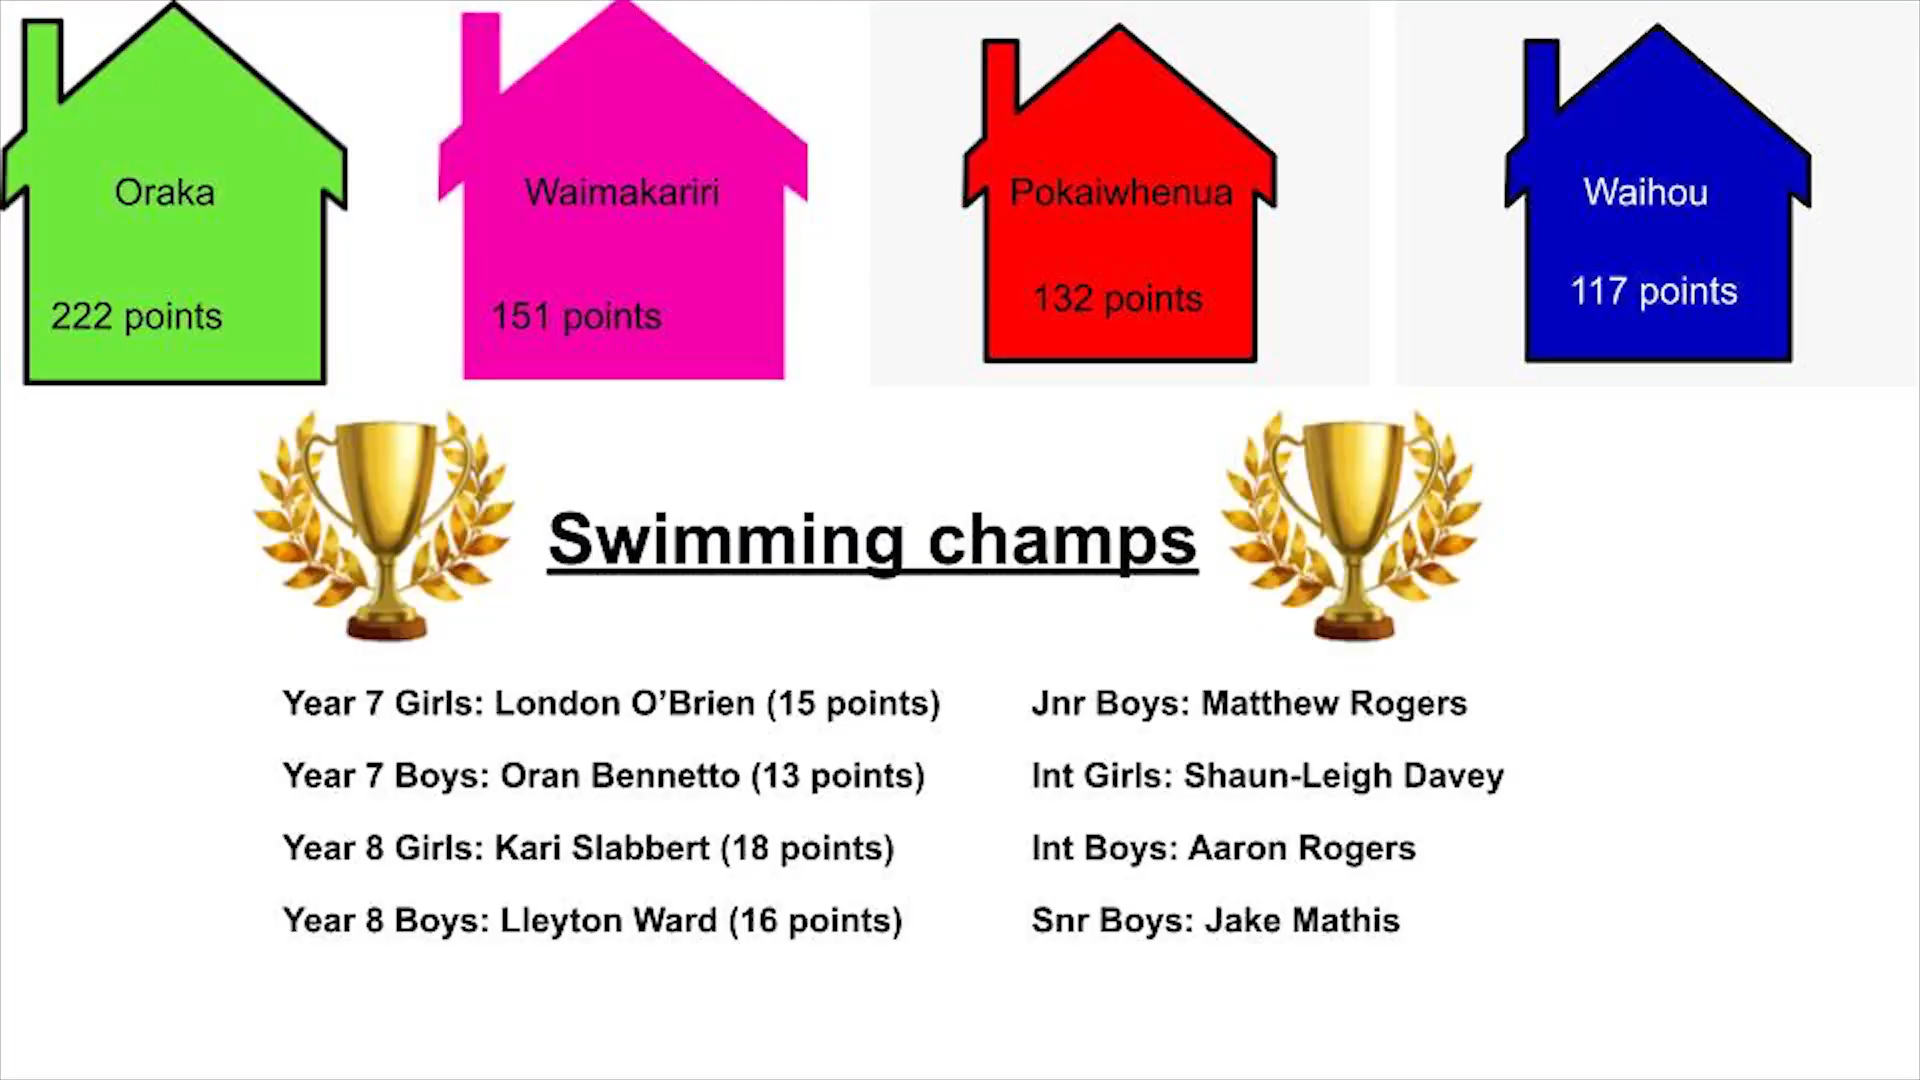 Oraka
222 points
Waimakariri
151 points
Pokaiwhenua
132 points
Waihou
117 points
Swimming champs
Year 7 Girls: London O’Brien (15 points)
Year 7 Boys: Oran Bennetto (13 points)
Year 8 Girls: Kari Slabbert (18 points)
Year 8 Boys: Lleyton Ward (16 points)
Jnr Boys: Matthew Rogers
Int Girls: Shaun-Leigh Davey
Int Boys: Aaron Rogers
Snr Boys: Jake Mathis